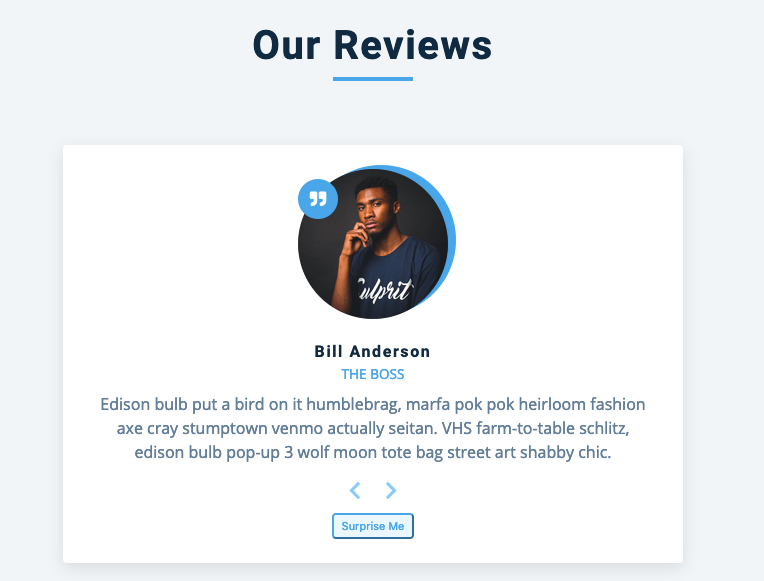 Our Reviews
Culprit
Bill Anderson
THE BOSS
Edison bulb put a bird on it humblebrag, marfa pok pok heirloom fashion
axe cray stumptown venmo actually seitan. VHS farm-to-table schlitz,
edison bulb pop-up 3 wolf moon tote bag street art shabby chic.
Surprise Me